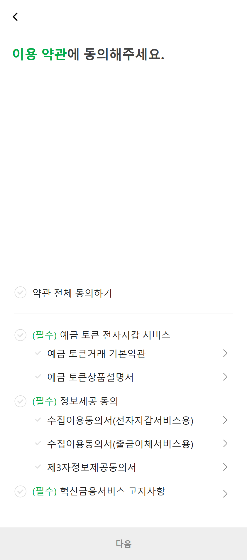 이용 약관에 동의해주세요.
약관 전체 동의하기
(필수) 예금 토큰 전자지갑 서비스
예금 토큰거래 기본약관
예금 토큰상품설명서
(필수) 정보제공 동의
수집이용동의서(전자지갑서비스용)
수집이용동의서(출금이체서비스용)
제3자정보제공동의서
(필수) 혁신금융서비스 고지사항
다음